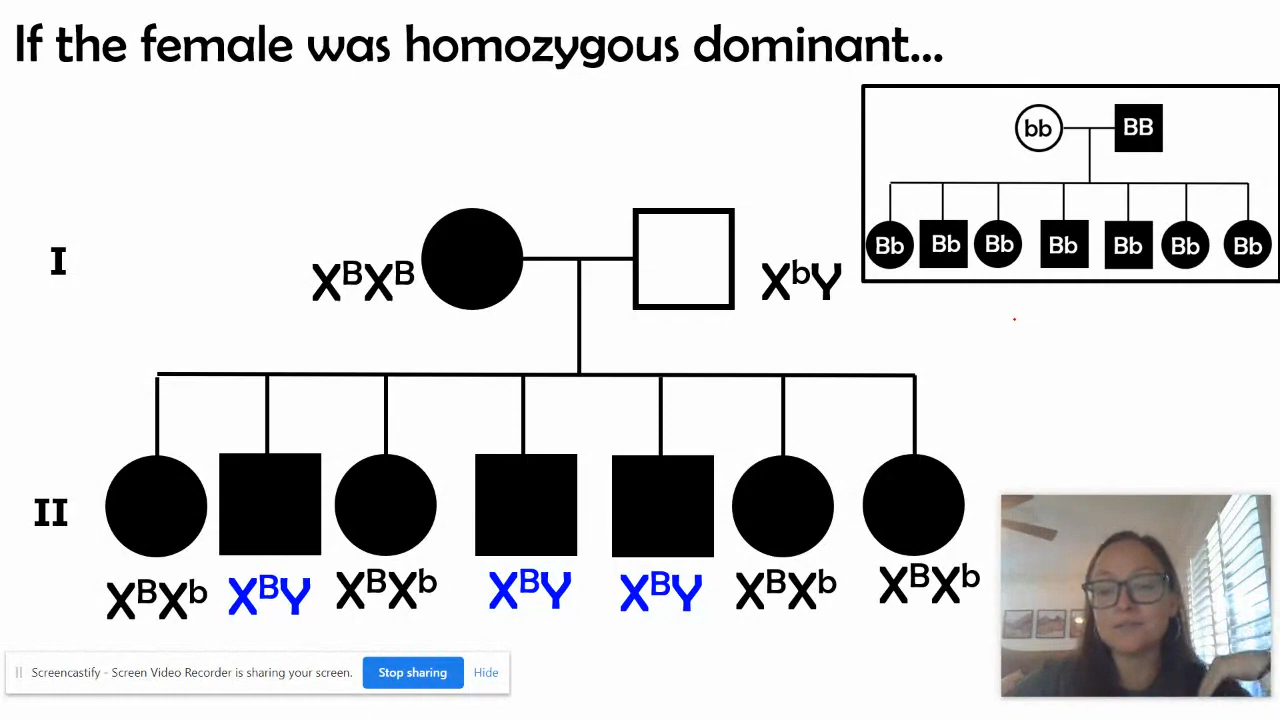 If the female was homozygous dominant...
bb BB
Bb Bb Bb Bb Bb Bb Bb
I
XᴮXᴮ XᵇY
II
XᴮXᵇ XᴮY XᴮXᵇ XᴮY XᴮY XᴮXᵇ XᴮXᵇ
Screencastify - Screen Video Recorder is sharing your screen. Stop sharing Hide